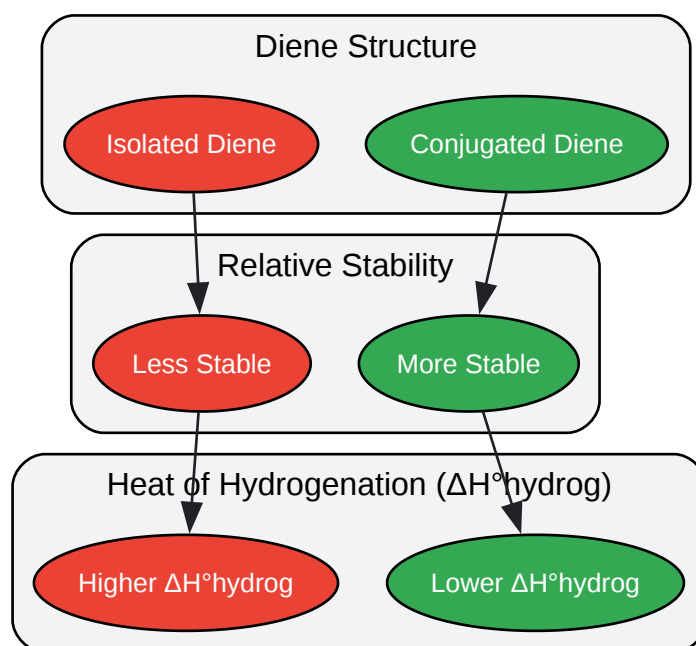 Diene Structure
Isolated Diene
Conjugated Diene
Relative Stability
Less Stable
More Stable
Heat of Hydrogenation (ΔH°hydrog)
Higher ΔH°hydrog
Lower ΔH°hydrog